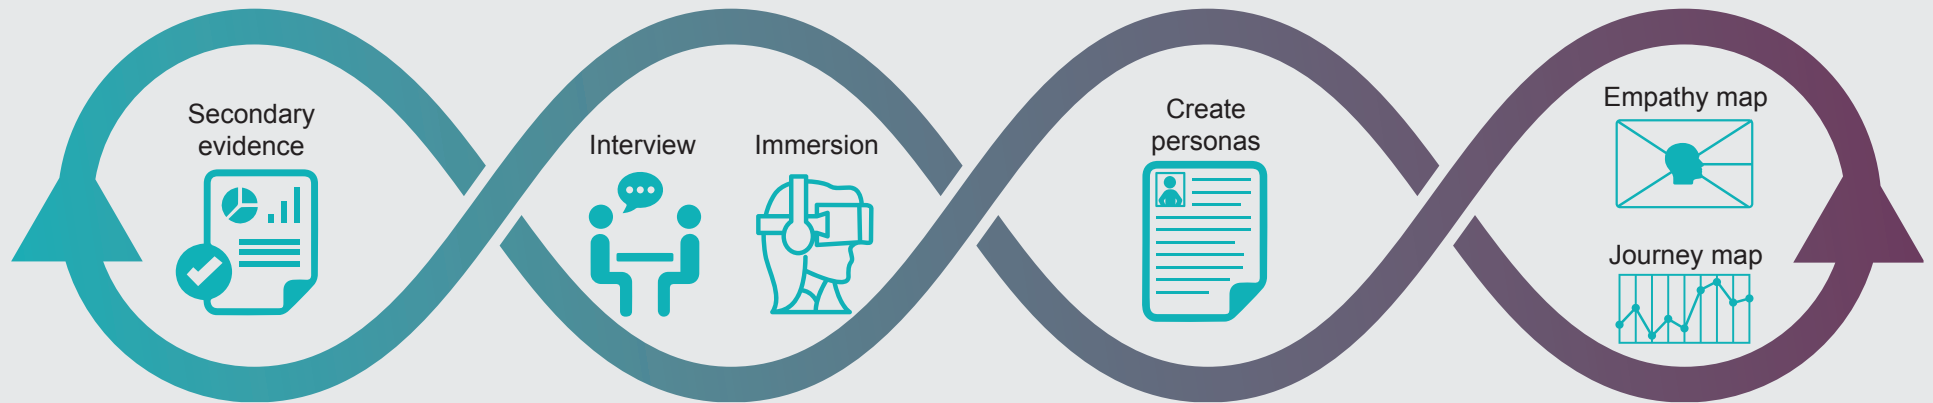 Secondary
evidence
Interview
Immersion
Create
personas
Empathy map
Journey map